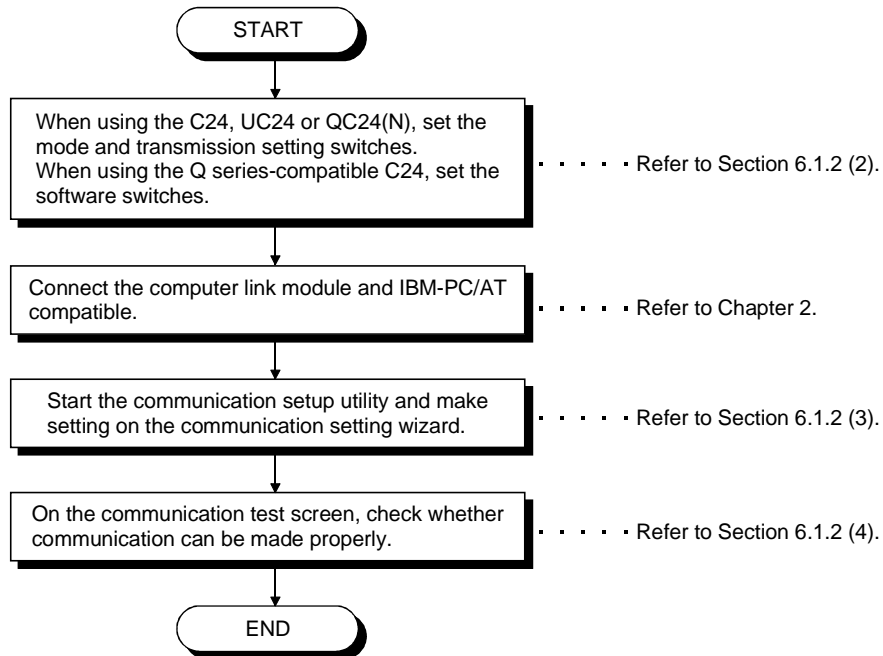 START
When using the C24, UC24 or QC24(N), set the
mode and transmission setting switches.
When using the Q series-compatible C24, set the
software switches.
Refer to Section 6.1.2 (2).
Connect the computer link module and IBM-PC/AT
compatible.
Refer to Chapter 2.
Start the communication setup utility and make
setting on the communication setting wizard.
Refer to Section 6.1.2 (3).
On the communication test screen, check whether
communication can be made properly.
Refer to Section 6.1.2 (4).
END